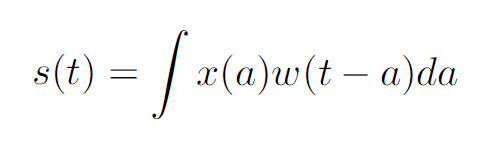 s(t) = ∫ x(a)w(t − a)da